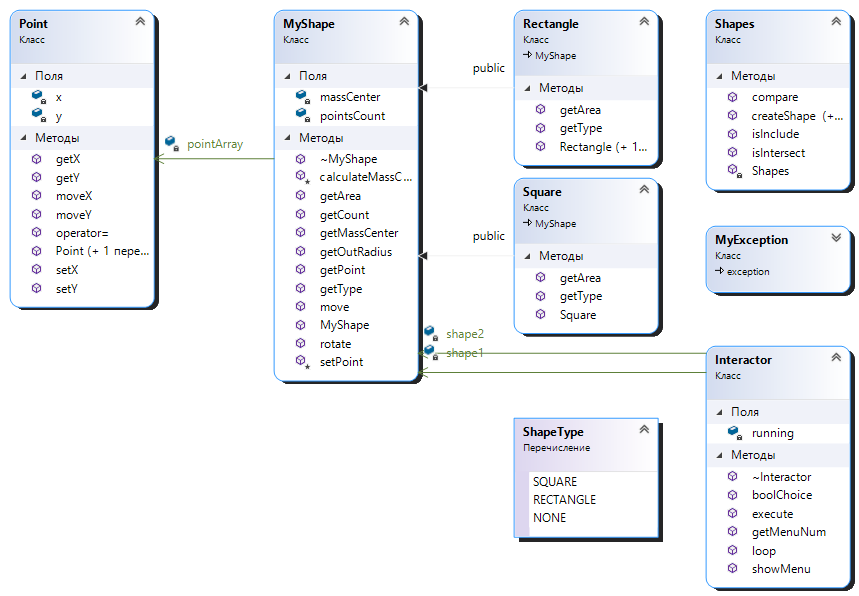 Point
Класс
Поля
x
y
Методы
getX
getY
moveX
moveY
operator=
Point (+ 1 пере...
setX
setY
pointArray
MyShape
Класс
Поля
massCenter
pointsCount
Методы
~MyShape
calculateMassC...
getArea
getCount
getMassCenter
getOutRadius
getPoint
getType
move
MyShape
rotate
setPoint
public
public
shape2
shape1
Rectangle
Класс
MyShape
Методы
getArea
getType
Rectangle (+ 1...
Square
Класс
MyShape
Методы
getArea
getType
Square
ShapeType
Перечисление
SQUARE
RECTANGLE
NONE
Shapes
Класс
Методы
compare
createShape (+...
isInclude
isIntersect
Shapes
MyException
Класс
exception
Interactor
Класс
Поля
running
Методы
~Interactor
boolChoice
execute
getMenuNum
loop
showMenu